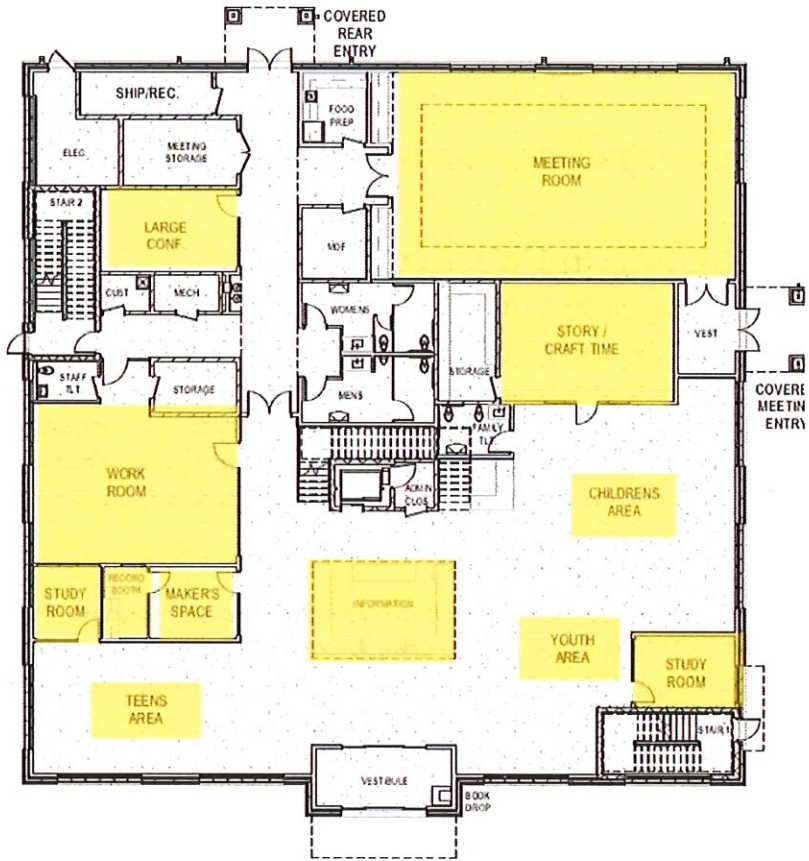 COVERED
REAR
ENTRY
SHIP/REC.
FOOD
PREP
ELEC
MEETING
STORAGE
MEETING
ROOM
STAIR 2
LARGE
CONF.
MDF
CUST
MECH
WOMENS
STORAGE
STORY /
CRAFT TIME
VEST
STAFF
TLT
STORAGE
MENS
FAMILY
TLT
COVERE
MEETIN
ENTRY
WORK
ROOM
ADMIN
CLOS
CHILDRENS
AREA
STUDY
ROOM
RECORD
BOOTH
MAKER'S
SPACE
INFORMATION
YOUTH
AREA
STUDY
ROOM
TEENS
AREA
STAIR 1
VESTIBULE
BOOK
DROP